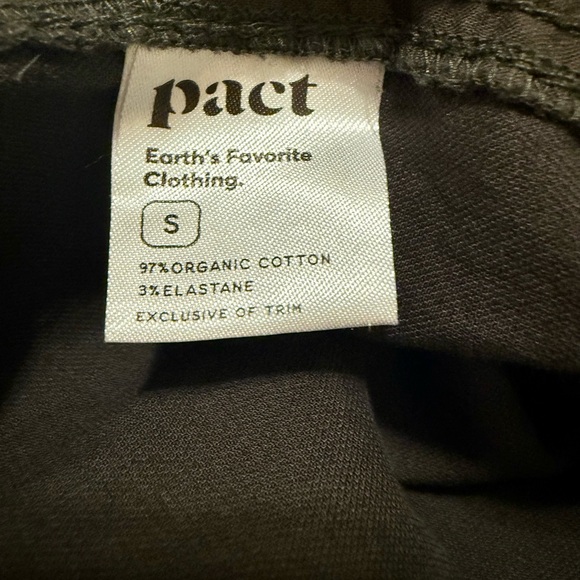 pact
Earth's Favorite
Clothing.
S
97% ORGANIC COTTON
3% ELASTANE
EXCLUSIVE OF TRIM